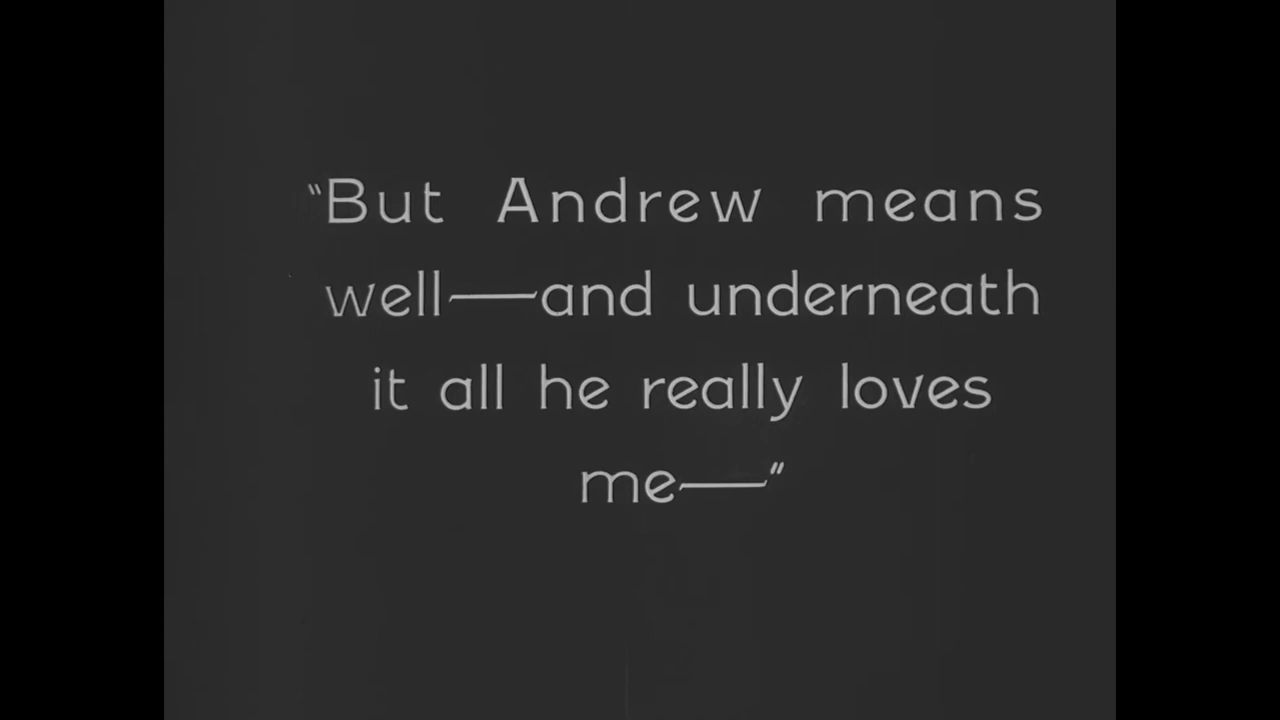 "But Andrew means
well—and underneath
it all he really loves
me—"